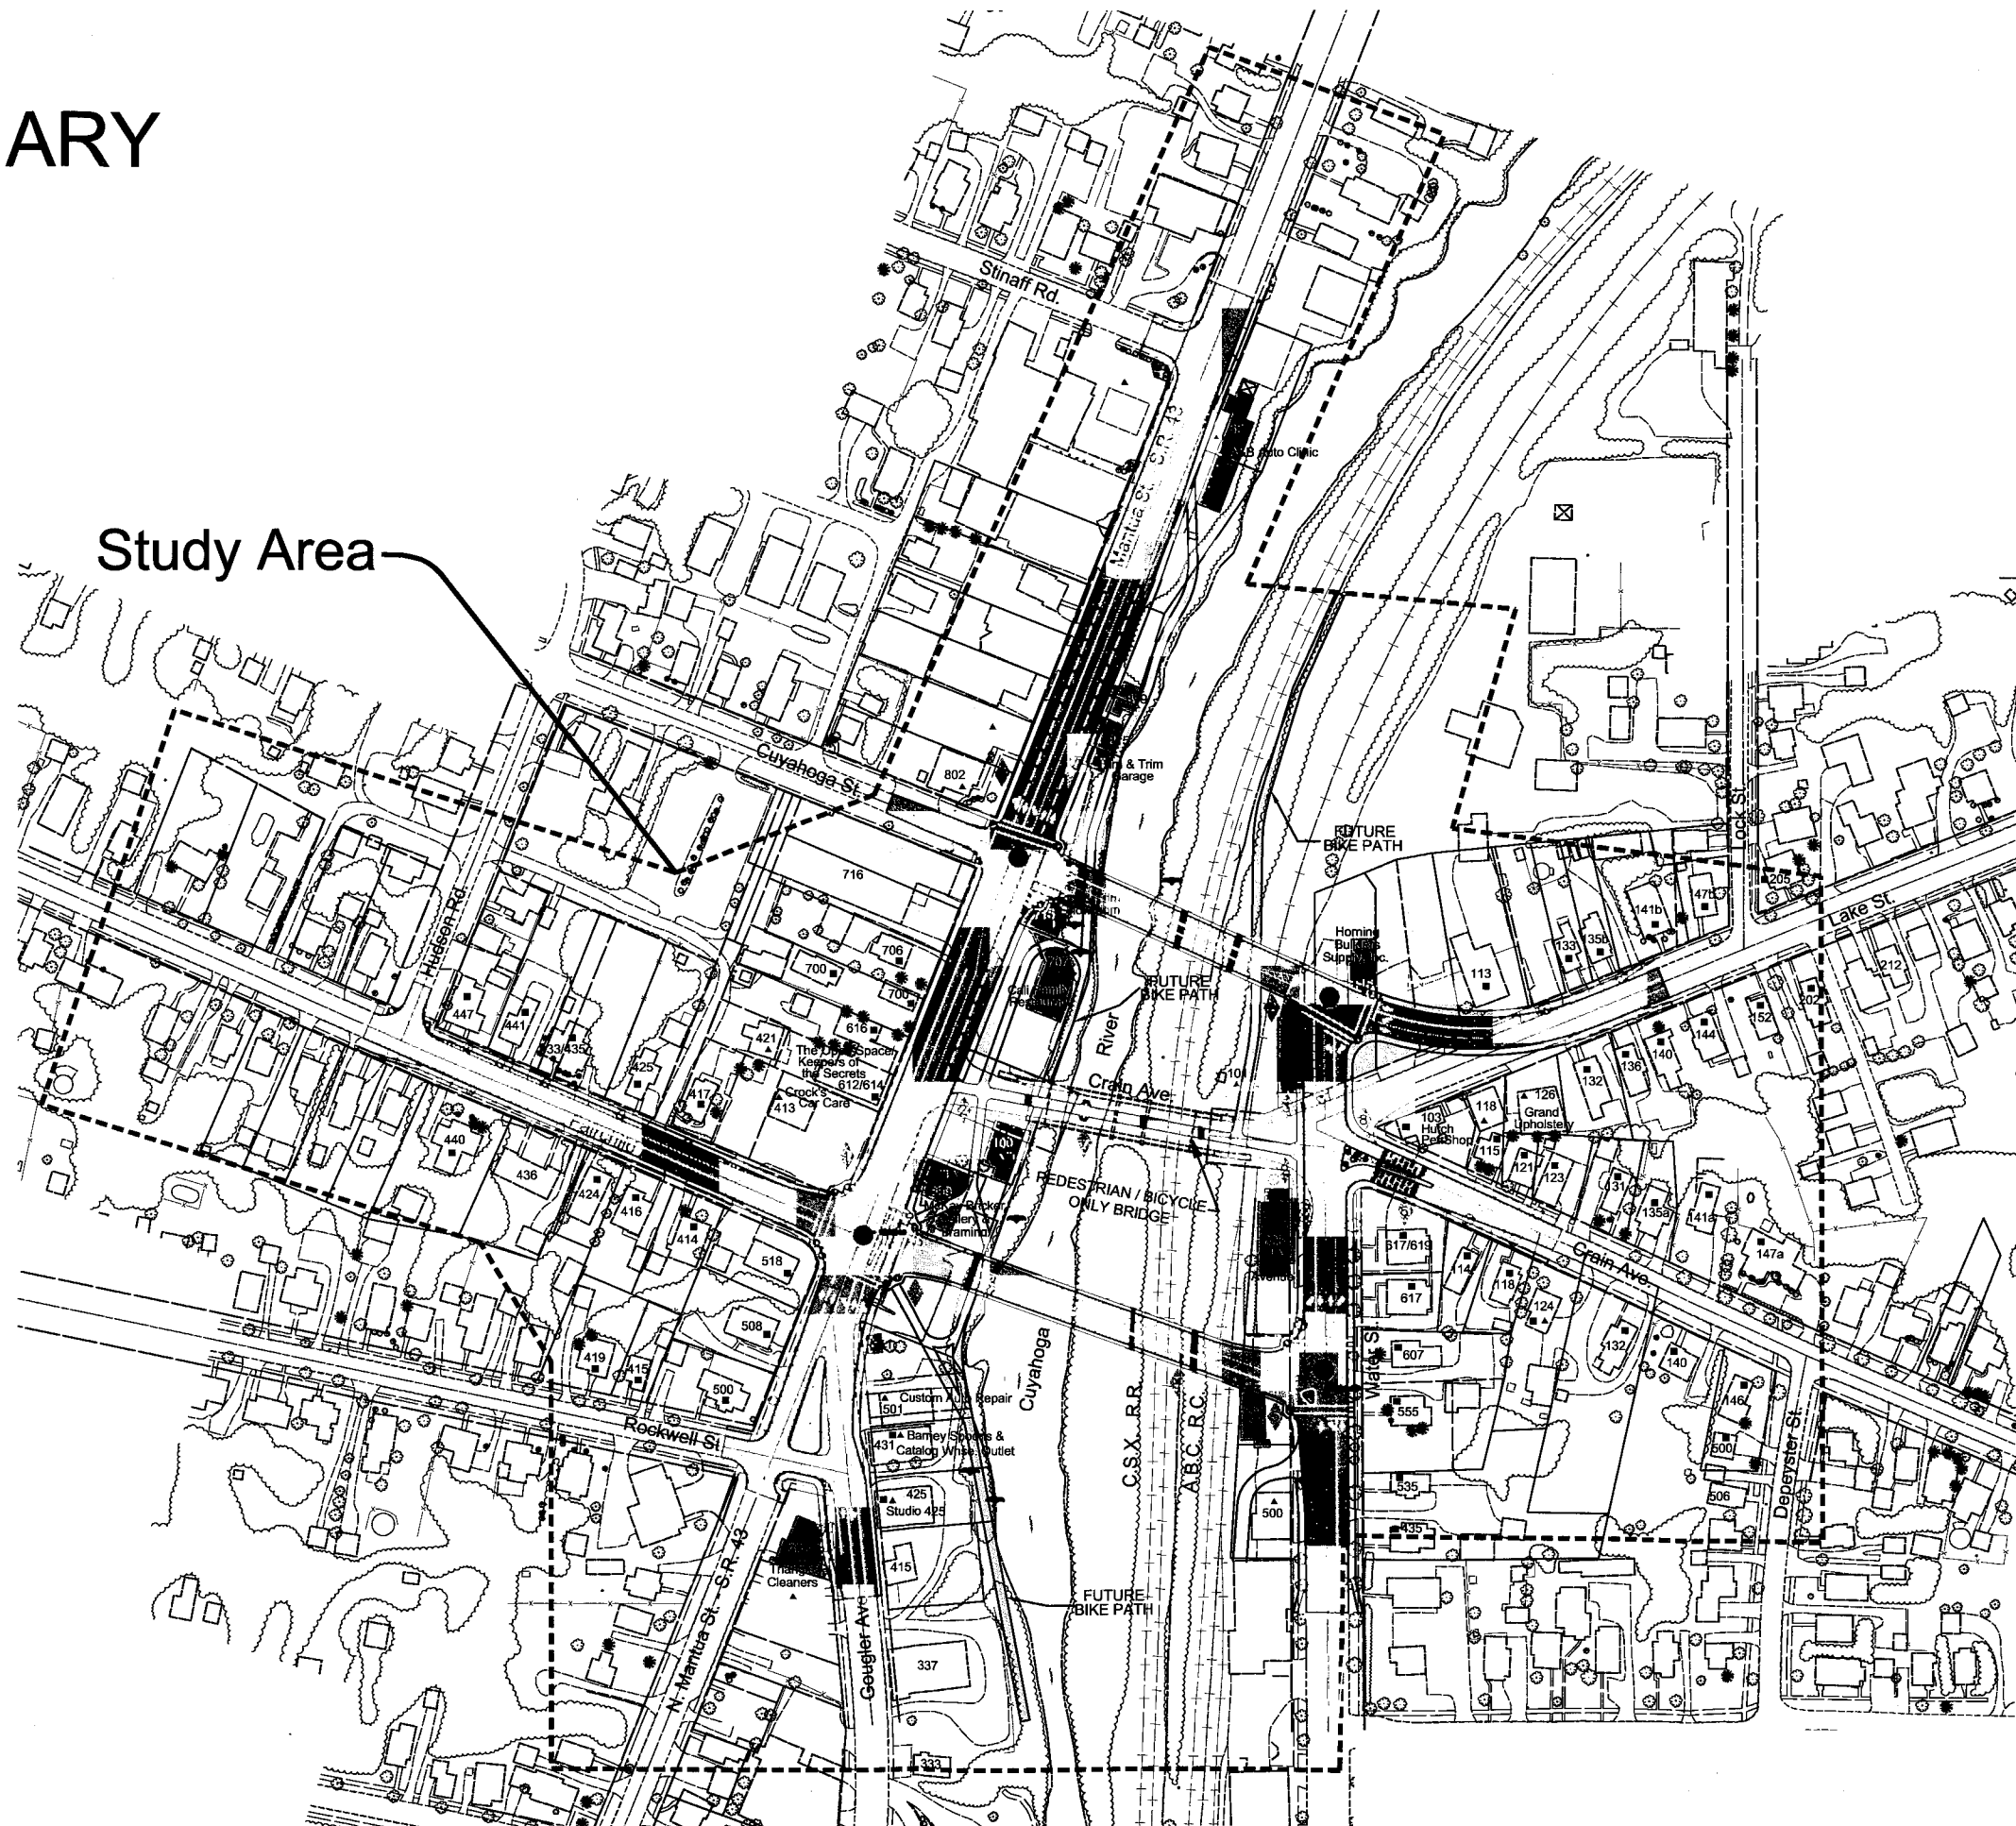 ARY
Study Area
Stinaff Rd.
Mantua St. S.R. 43
Auto Clinic
& Trim
Garage
Cuyahoga St.
802
716
706
700
700
616
421
The
Space/
Keepers of
the Secrets
612/614
Crock's
Car Care
413
Hudson Rd.
447
441
433/435
425
417
440
436
424
416
414
518
508
419
415
500
Rockwell St
River
Crain Ave
FUTURE
BIKE PATH
FUTURE
BIKE PATH
PEDESTRIAN / BICYCLE
ONLY BRIDGE
100
Custom Auto Repair
501
431
Barney Spoons &
Catalog Whse. Outlet
425
Studio 425
415
Cleaners
337
333
Gougler Ave
N. Mantua St. - S.R. 43
FUTURE
BIKE PATH
Cuyahoga
C.S.X. R.R.
A.B.C. R.C.
Water St.
Horning
Builders
Supply Inc.
113
133
135b
141b
147b
205
Lock St
Lake St.
212
202
152
144
140
136
132
126
Grand
Upholstery
118
103
Hutch
Pet Shop
115
121
123
131
135a
141a
147a
Crain Ave.
617/619
617
607
555
535
435
500
114
118
124
132
140
146
500
506
Depeyster St.